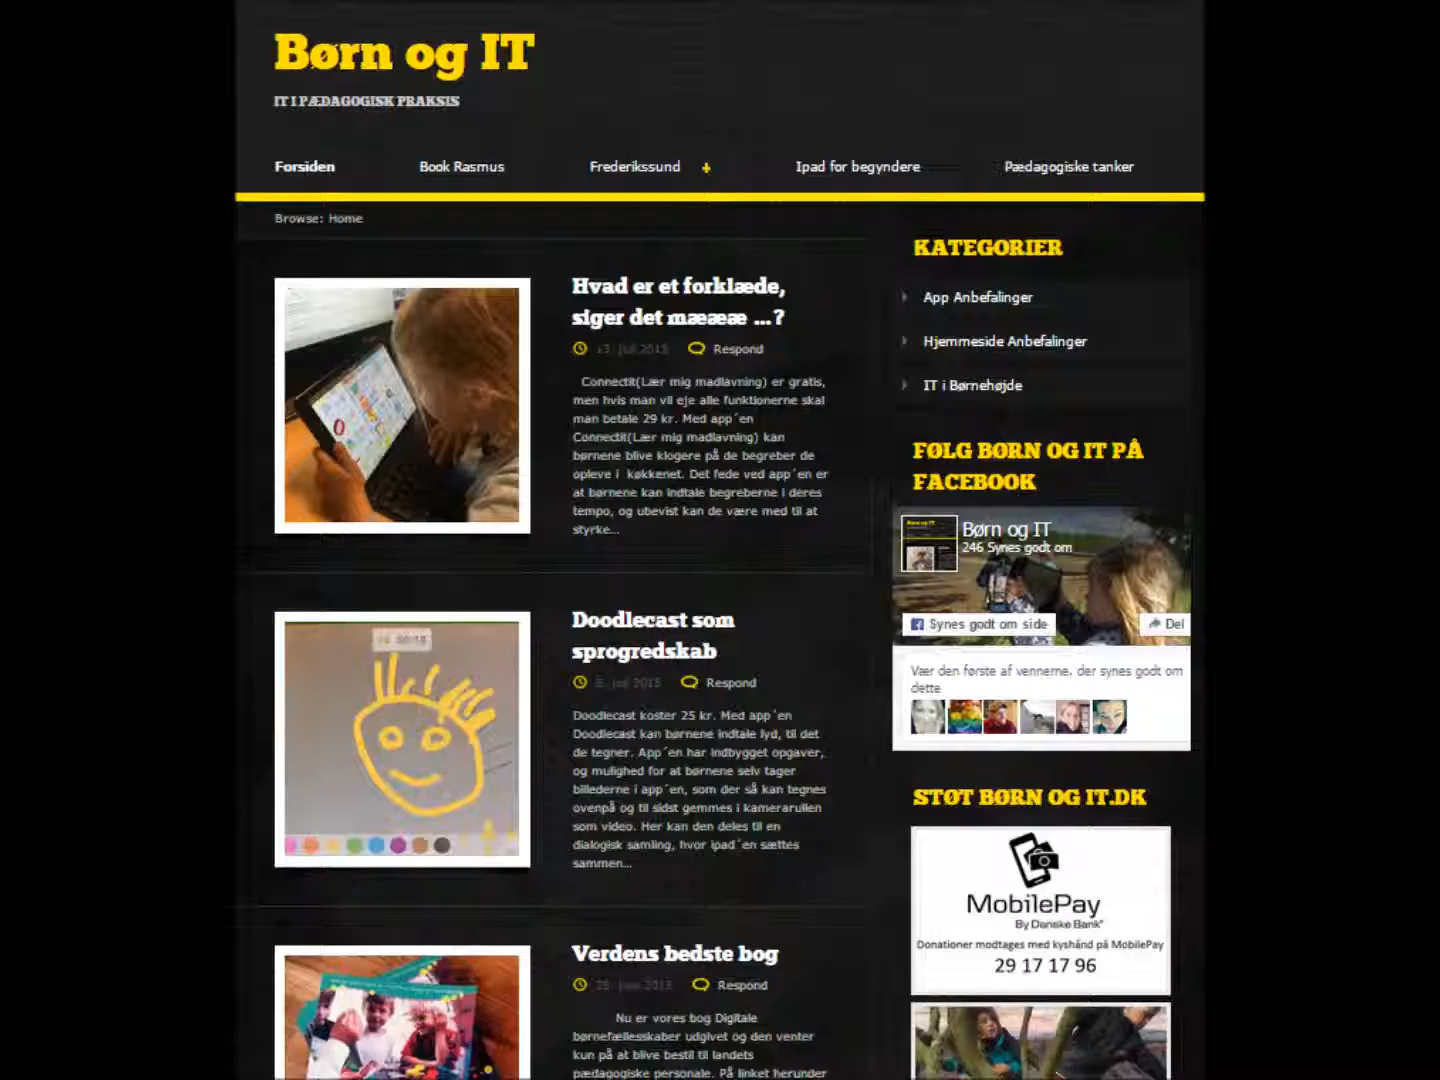 Børn og IT
IT I PÆDAGOGISK PRAKSIS
Forsiden
Book Rasmus
Frederikssund +
Ipad for begyndere
Pædagogiske tanker
Browse: Home
Hvad er et forklæde,
siger det mæææ ...?
13. juli 2015 Respond
Connectit(Lær mig madlavning) er gratis,
men hvis man vil eje alle funktionerne skal
man betale 29 kr. Med app´en
Connectit(Lær mig madlavning) kan
børnene blive klogere på de begreber de
opleve i køkkenet. Det fede ved app´en er
at børnene kan indtale begreberne i deres
tempo, og ubevist kan de være med til at
styrke...
Doodlecast som
sprogredskab
juli 2015 Respond
Doodlecast koster 25 kr. Med app´en
Doodlecast kan børnene indtale lyd, til det
de tegner. App´en har indbygget opgaver,
og mulighed for at børnene selv tager
billederne i app´en, som der så kan tegnes
ovenpå og til sidst gemmes i kamerarullen
som video. Her kan den deles til en
dialogisk samling, hvor ipad´en sættes
sammen...
Verdens bedste bog
2015 Respond
Nu er vores bog Digitale
børnefællesskaber udgivet og den venter
kun på at blive bestil til landets
pædagogiske personale. På linket herunder
KATEGORIER
App Anbefalinger
Hjemmeside Anbefalinger
IT i Børnehøjde
FØLG BØRN OG IT PÅ
FACEBOOK
Børn og IT
246 Synes godt om
Synes godt om side
Del
Vær den første af vennerne, der synes godt om
dette
STØT BØRN OG IT.DK
MobilePay
By Danske Bank
Donationer modtages med kyshånd på MobilePay
29 17 17 96